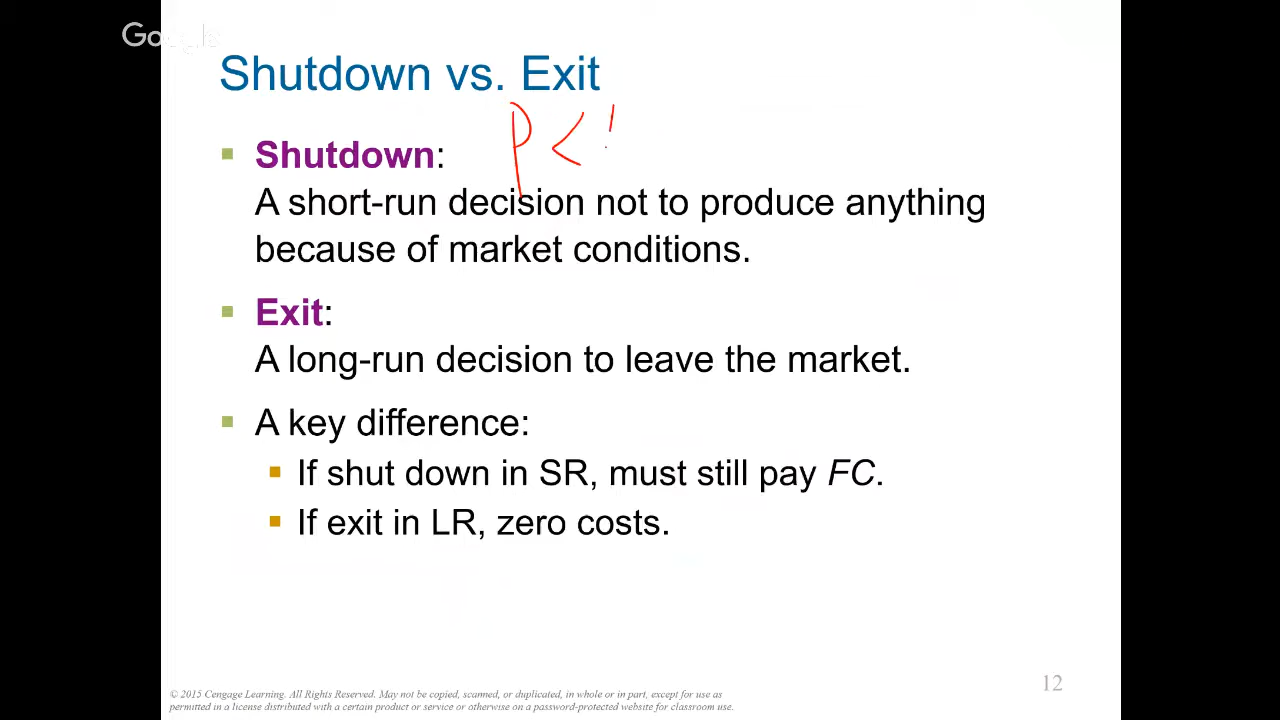 Google
Shutdown vs. Exit
P <
▪ Shutdown:
A short-run decision not to produce anything
because of market conditions.
▪ Exit:
A long-run decision to leave the market.
▪ A key difference:
▪ If shut down in SR, must still pay FC.
▪ If exit in LR, zero costs.
12
© 2015 Cengage Learning. All Rights Reserved. May not be copied, scanned, or duplicated, in whole or in part, except for use as
permitted in a license distributed with a certain product or service or otherwise on a password-protected website for classroom use.